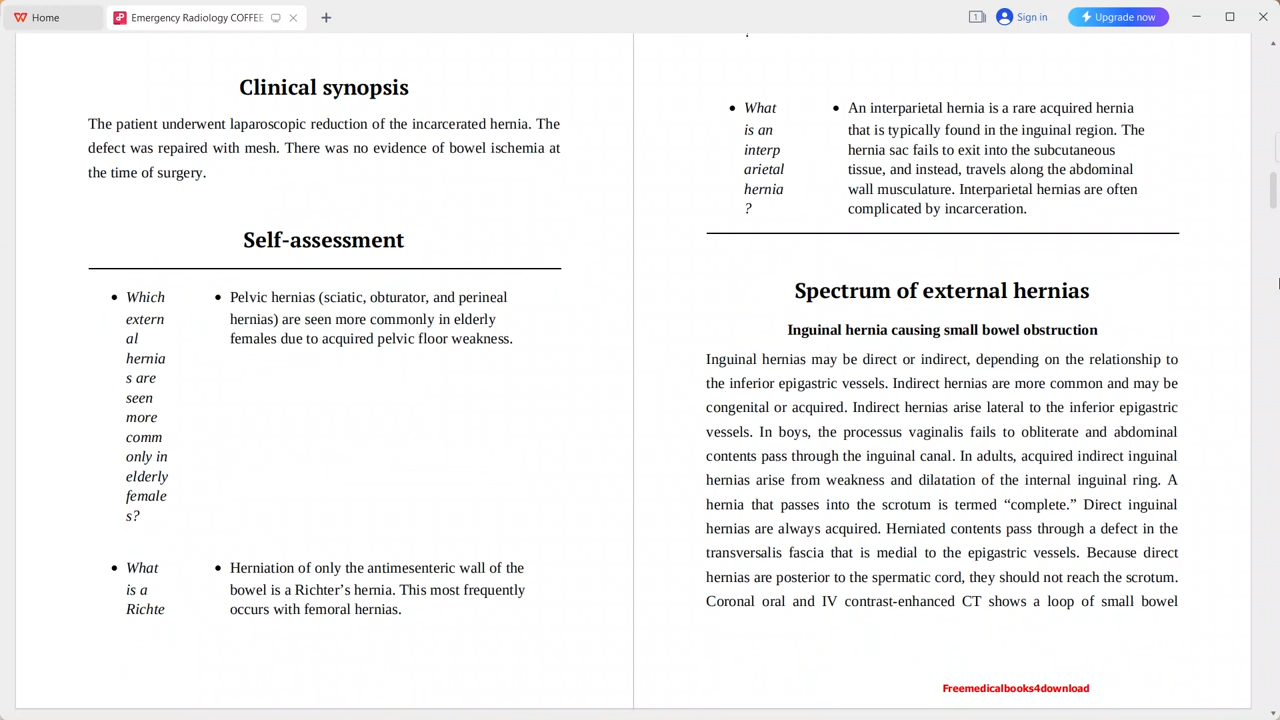 Home
Emergency Radiology COFFEE
1
Sign in
Upgrade now
Clinical synopsis
The patient underwent laparoscopic reduction of the incarcerated hernia. The
defect was repaired with mesh. There was no evidence of bowel ischemia at
the time of surgery.
Self-assessment
• Which
extern
al
hernia
s are
seen
more
comm
only in
elderly
female
s?
• Pelvic hernias (sciatic, obturator, and perineal
hernias) are seen more commonly in elderly
females due to acquired pelvic floor weakness.
• What
is a
Richte
• Herniation of only the antimesenteric wall of the
bowel is a Richter’s hernia. This most frequently
occurs with femoral hernias.
?
• What
is an
interp
arietal
hernia
?
• An interparietal hernia is a rare acquired hernia
that is typically found in the inguinal region. The
hernia sac fails to exit into the subcutaneous
tissue, and instead, travels along the abdominal
wall musculature. Interparietal hernias are often
complicated by incarceration.
Spectrum of external hernias
Inguinal hernia causing small bowel obstruction
Inguinal hernias may be direct or indirect, depending on the relationship to
the inferior epigastric vessels. Indirect hernias are more common and may be
congenital or acquired. Indirect hernias arise lateral to the inferior epigastric
vessels. In boys, the processus vaginalis fails to obliterate and abdominal
contents pass through the inguinal canal. In adults, acquired indirect inguinal
hernias arise from weakness and dilatation of the internal inguinal ring. A
hernia that passes into the scrotum is termed “complete.” Direct inguinal
hernias are always acquired. Herniated contents pass through a defect in the
transversalis fascia that is medial to the epigastric vessels. Because direct
hernias are posterior to the spermatic cord, they should not reach the scrotum.
Coronal oral and IV contrast-enhanced CT shows a loop of small bowel
Freemedicalbooks4download